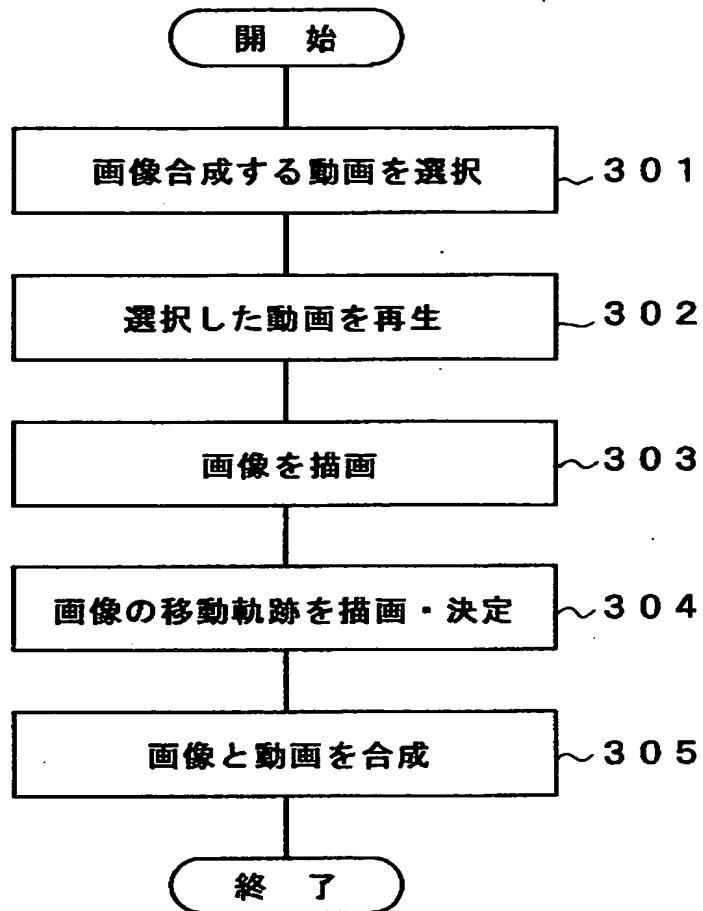 開 始
画像合成する動画を選択 301
選択した動画を再生 302
画像を描画 303
画像の移動軌跡を描画・決定 304
画像と動画を合成 305
終 了